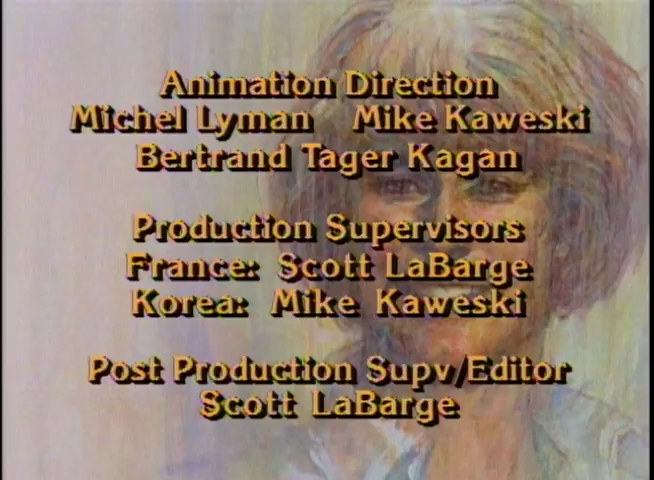 Animation Direction
Michel Lyman Mike Kaweski
Bertrand Tager Kagan
Production Supervisors
France: Scott LaBarge
Korea: Mike Kaweski
Post Production Supv/Editor
Scott LaBarge